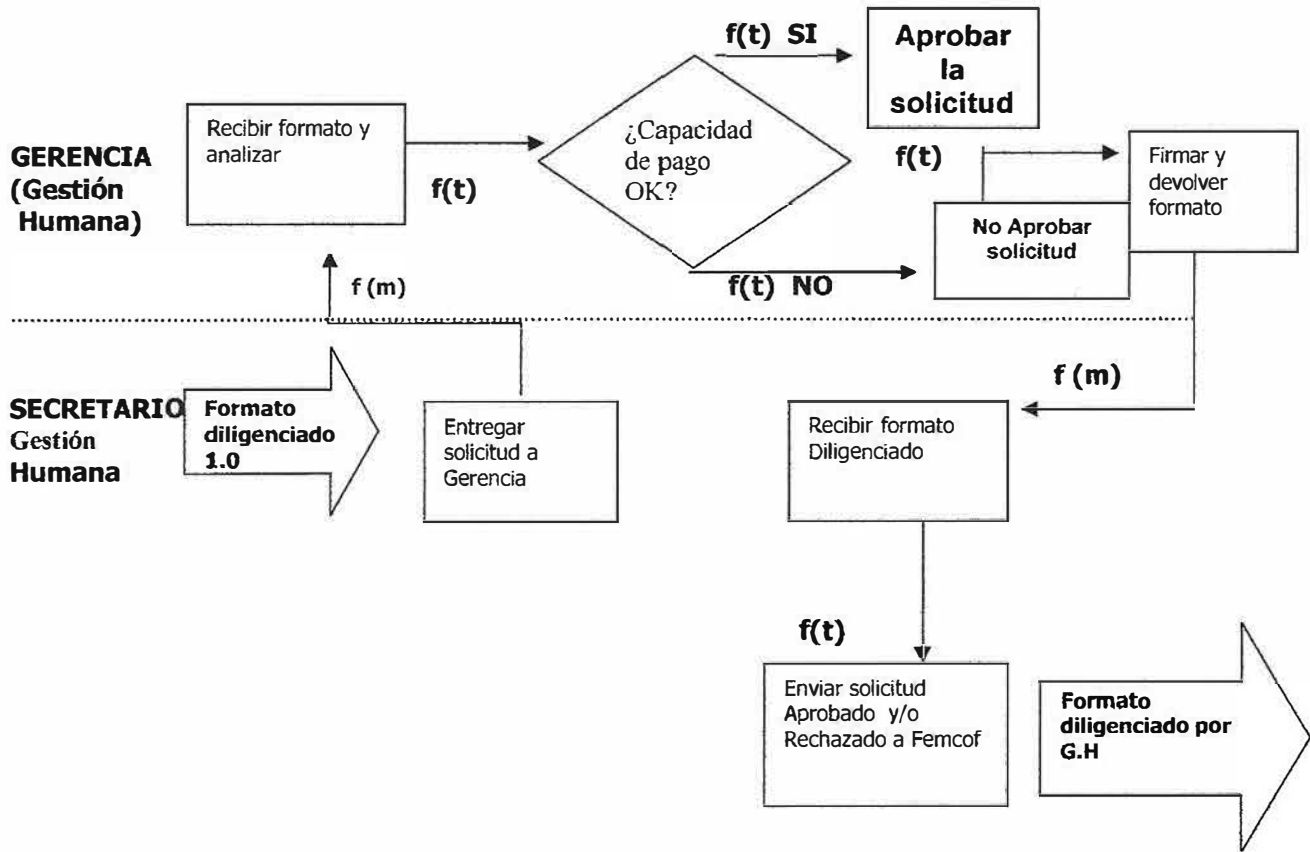 f(t) SI
Aprobar
la
solicitud
GERENCIA
(Gestión
Humana)
Recibir formato y
analizar
f(t)
¿Capacidad
de pago
OK?
f(t)
Firmar y
devolver
formato
No Aprobar
solicitud
f(t) NO
f (m)
SECRETARIO
Gestión
Humana
Formato
diligenciado
1.0
Entregar
solicitud a
Gerencia
f (m)
Recibir formato
Diligenciado
f(t)
Enviar solicitud
Aprobado y/o
Rechazado a Femcof
Formato
diligenciado por
G.H